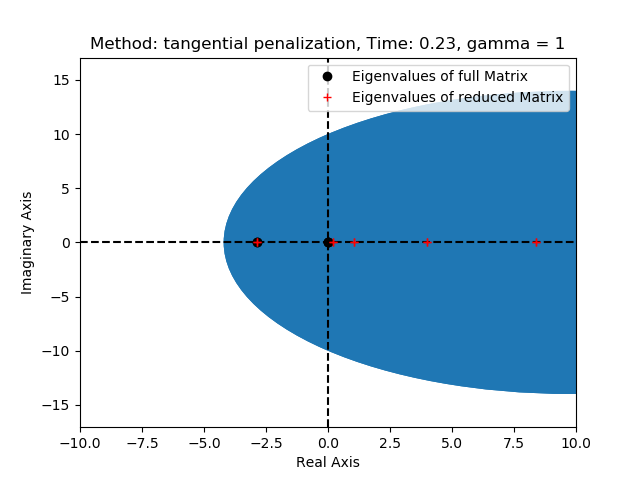 Method: tangential penalization, Time: 0.23, gamma = 1
Eigenvalues of full Matrix
Eigenvalues of reduced Matrix
15
10
5
0
−5
−10
−15
Imaginary Axis
−10.0 −7.5 −5.0 −2.5 0.0 2.5 5.0 7.5 10.0
Real Axis